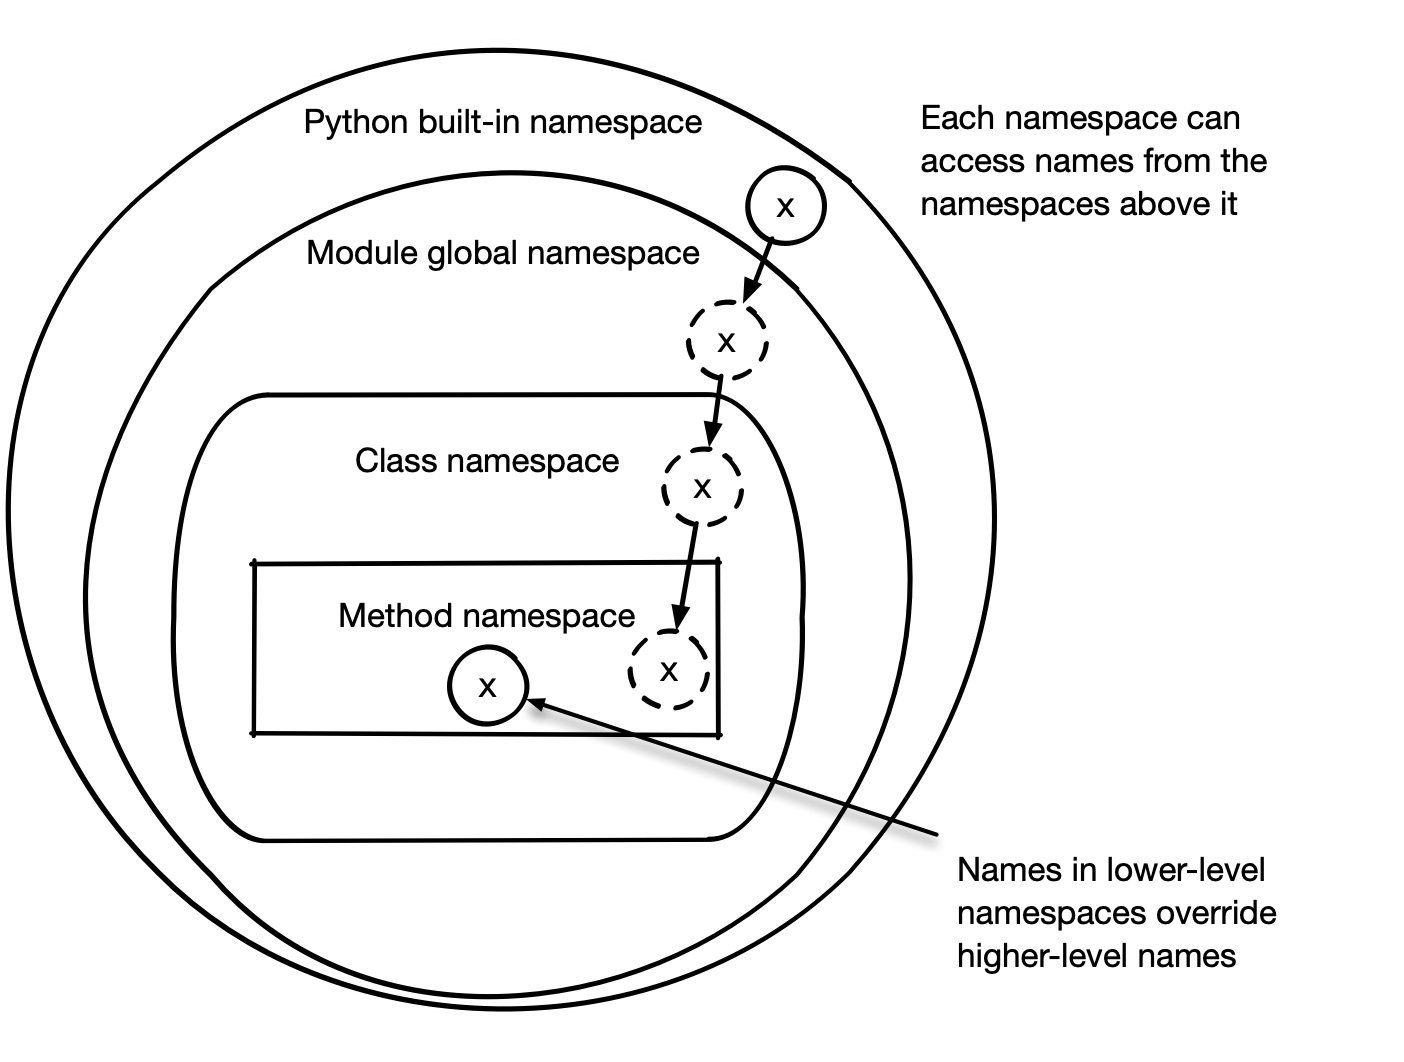 Python built-in namespace
Each namespace can
access names from the
namespaces above it
x
Module global namespace
x
Class namespace
x
Method namespace
x
x
Names in lower-level
namespaces override
higher-level names